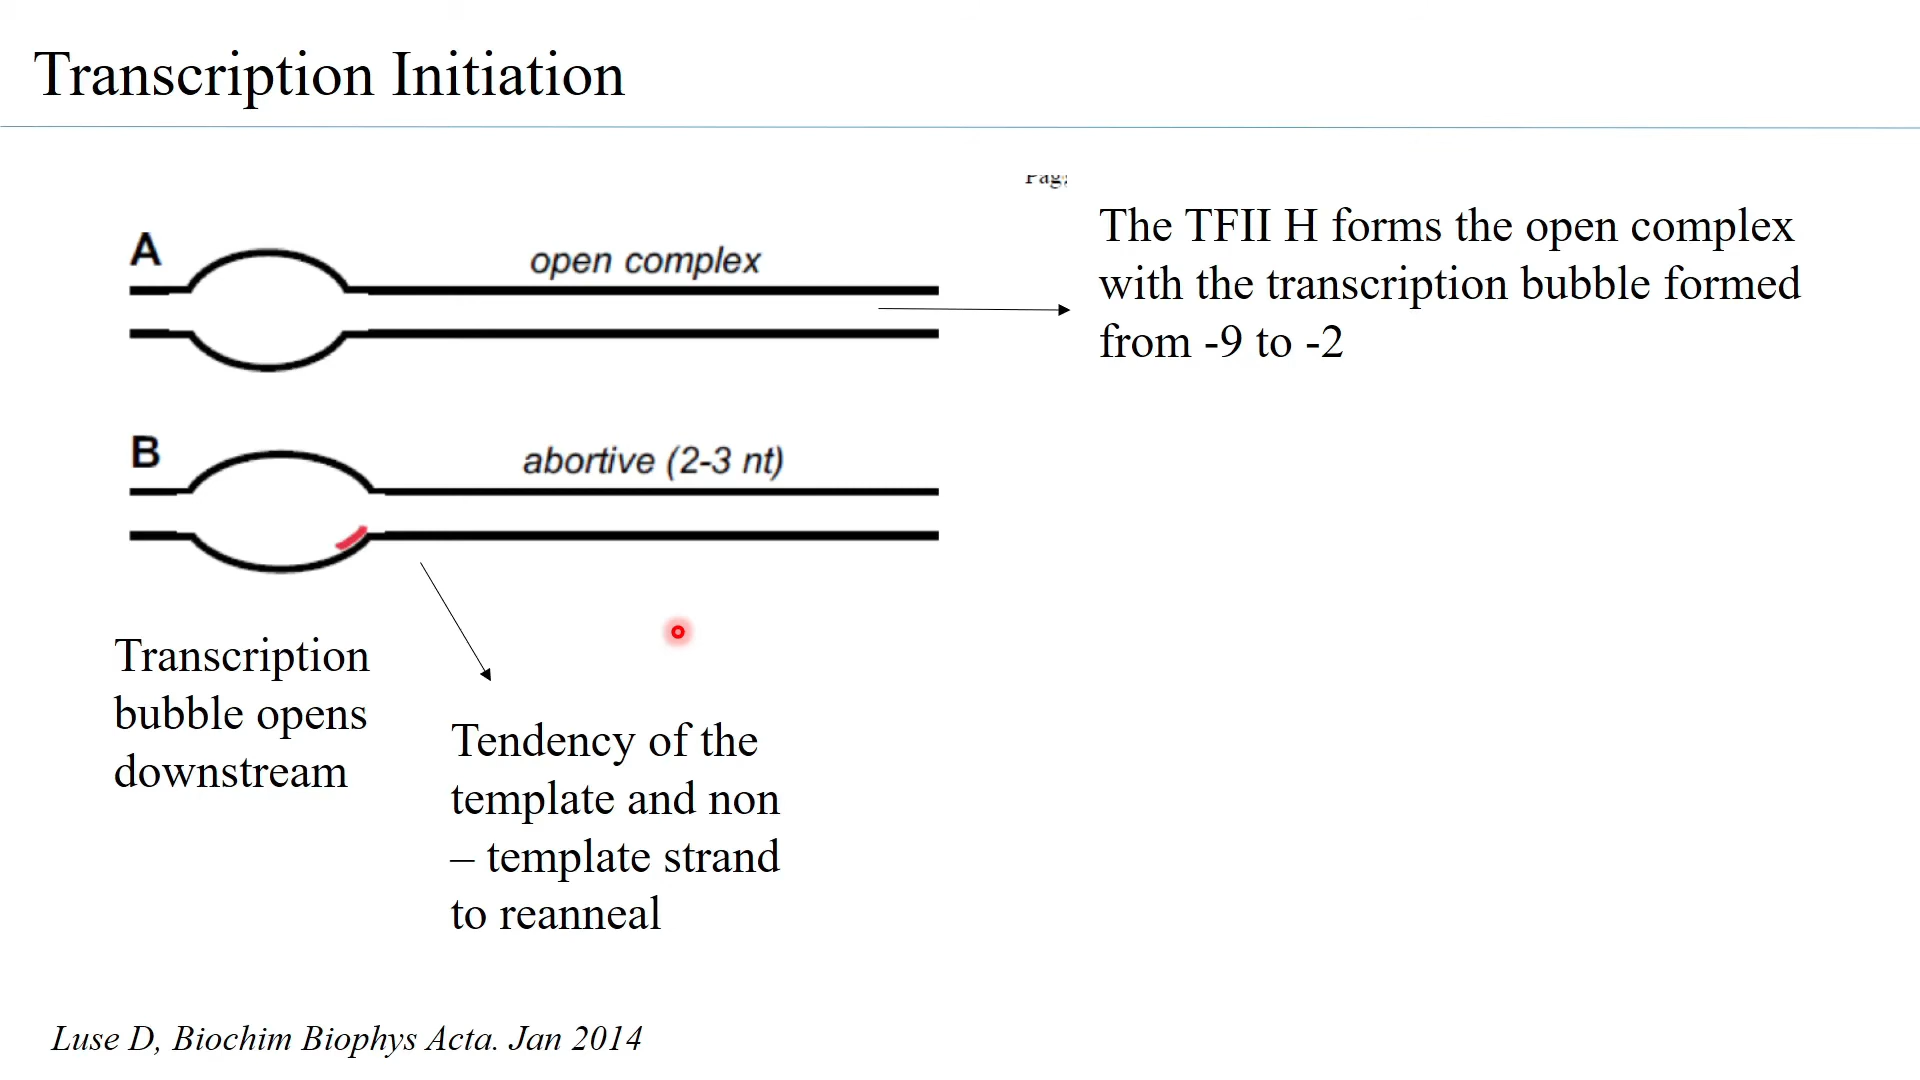 Transcription Initiation
A
open complex
The TFII H forms the open complex
with the transcription bubble formed
from -9 to -2
B
abortive (2-3 nt)
Transcription
bubble opens
downstream
Tendency of the
template and non
– template strand
to reanneal
Luse D, Biochim Biophys Acta. Jan 2014